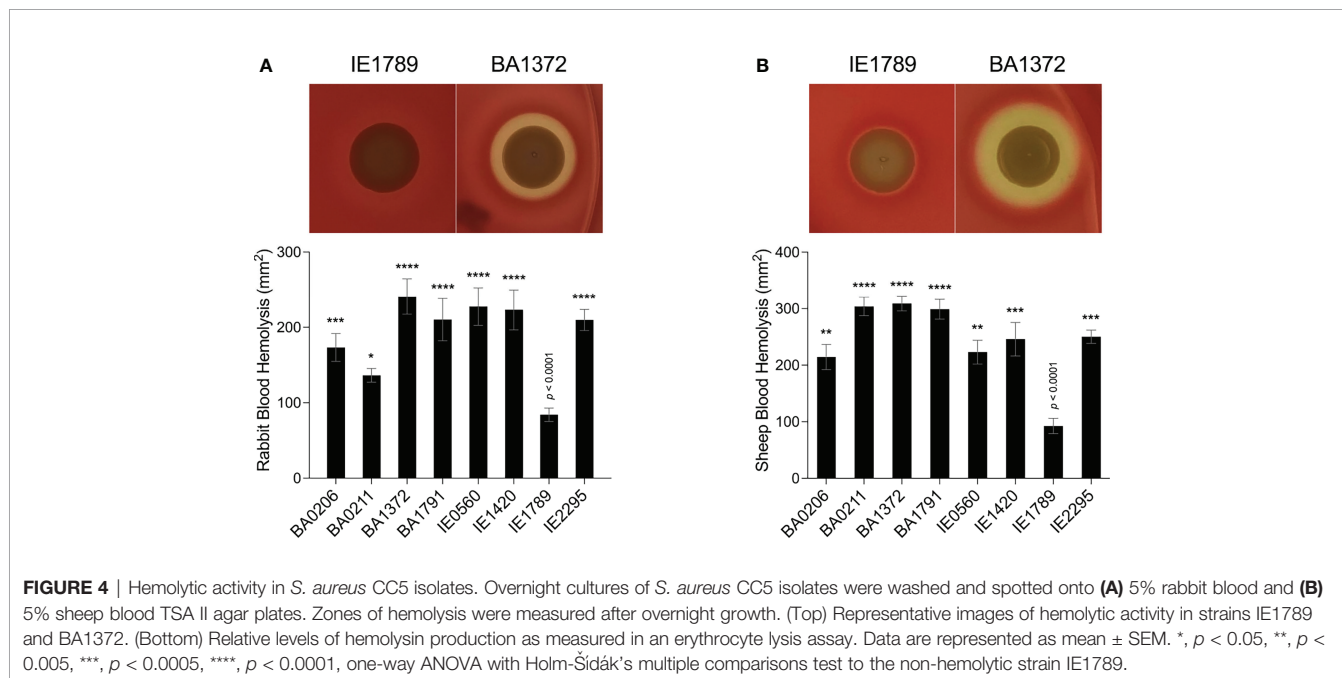 A
IE1789 BA1372
Rabbit Blood Hemolysis (mm²)
300
200
100
0
***
*
****
****
****
****
p < 0.0001
****
BA0206
BA0211
BA1372
BA1791
IE0560
IE1420
IE1789
IE2295
B
IE1789 BA1372
Sheep Blood Hemolysis (mm²)
400
300
200
100
0
**
****
****
****
**
***
p < 0.0001
***
BA0206
BA0211
BA1372
BA1791
IE0560
IE1420
IE1789
IE2295
FIGURE 4 | Hemolytic activity in S. aureus CC5 isolates. Overnight cultures of S. aureus CC5 isolates were washed and spotted onto (A) 5% rabbit blood and (B)
5% sheep blood TSA II agar plates. Zones of hemolysis were measured after overnight growth. (Top) Representative images of hemolytic activity in strains IE1789
and BA1372. (Bottom) Relative levels of hemolysin production as measured in an erythrocyte lysis assay. Data are represented as mean ± SEM. *, p < 0.05, **, p <
0.005, ***, p < 0.0005, ****, p < 0.0001, one-way ANOVA with Holm-Šídák’s multiple comparisons test to the non-hemolytic strain IE1789.